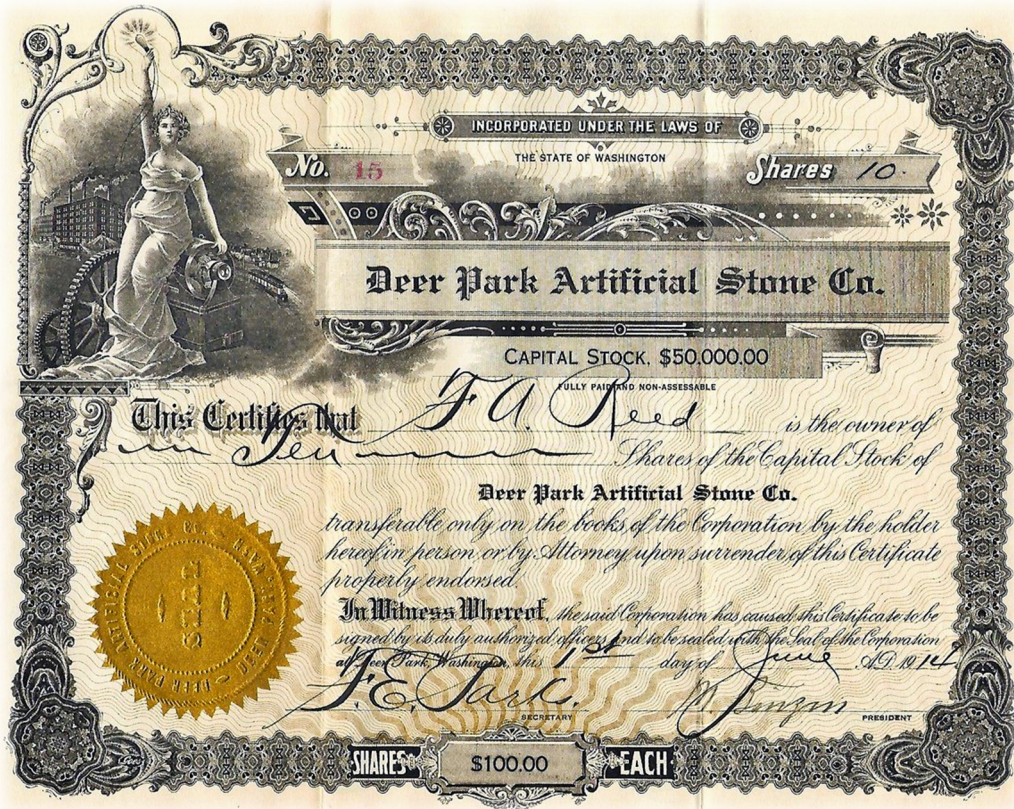 INCORPORATED UNDER THE LAWS OF
THE STATE OF WASHINGTON
No. 15
Shares 10.
Deer Park Artificial Stone Co.
CAPITAL STOCK, $50,000.00
FULLY PAID AND NON-ASSESSABLE
This Certifies that F A Reed is the owner of
Ten Shares of the Capital Stock of
Deer Park Artificial Stone Co.
transferable only on the books of the Corporation by the holder
hereof in person or by Attorney upon surrender of this Certificate
properly endorsed.
In Witness Whereof, the said Corporation has caused this Certificate to be
signed by its duly authorized officers and to be sealed with the Seal of the Corporation
at Deer Park, Washington, this 1st day of June A.D. 1914
SEAL
SECRETARY
PRESIDENT
SHARES $100.00 EACH